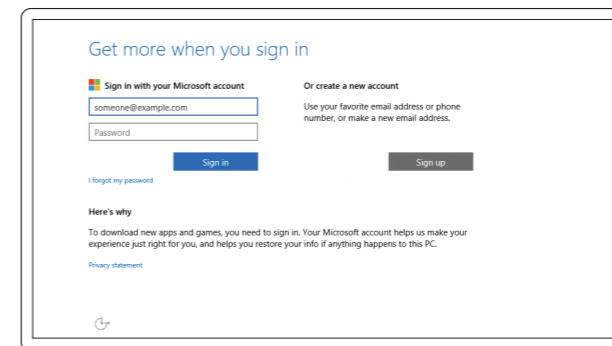 Get more when you sign in
Sign in with your Microsoft account
someone@example.com
Password
Sign in
I forgot my password
Or create a new account
Use your favorite email address or phone
number, or make a new email address.
Sign up
Here's why
To download new apps and games, you need to sign in. Your Microsoft account helps us make your
experience just right for you, and helps you restore your info if anything happens to this PC.
Privacy statement